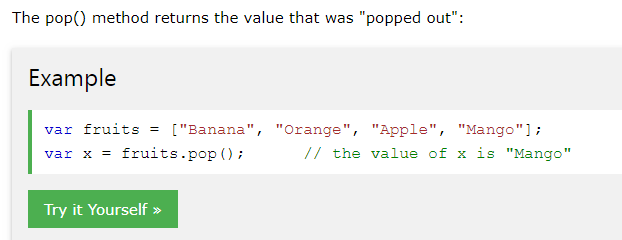 The pop() method returns the value that was "popped out":
Example
var fruits = ["Banana", "Orange", "Apple", "Mango"];
var x = fruits.pop();      // the value of x is "Mango"
Try it Yourself »